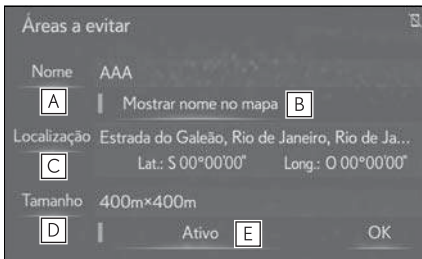 Áreas a evitar
Nome AAA
A Mostrar nome no mapa B
Localização Estrada do Galeão, Rio de Janeiro, Rio de Ja...
C Lat.: S 00°00'00" Long.: O 00°00'00"
Tamanho 400m×400m
D Ativo E OK